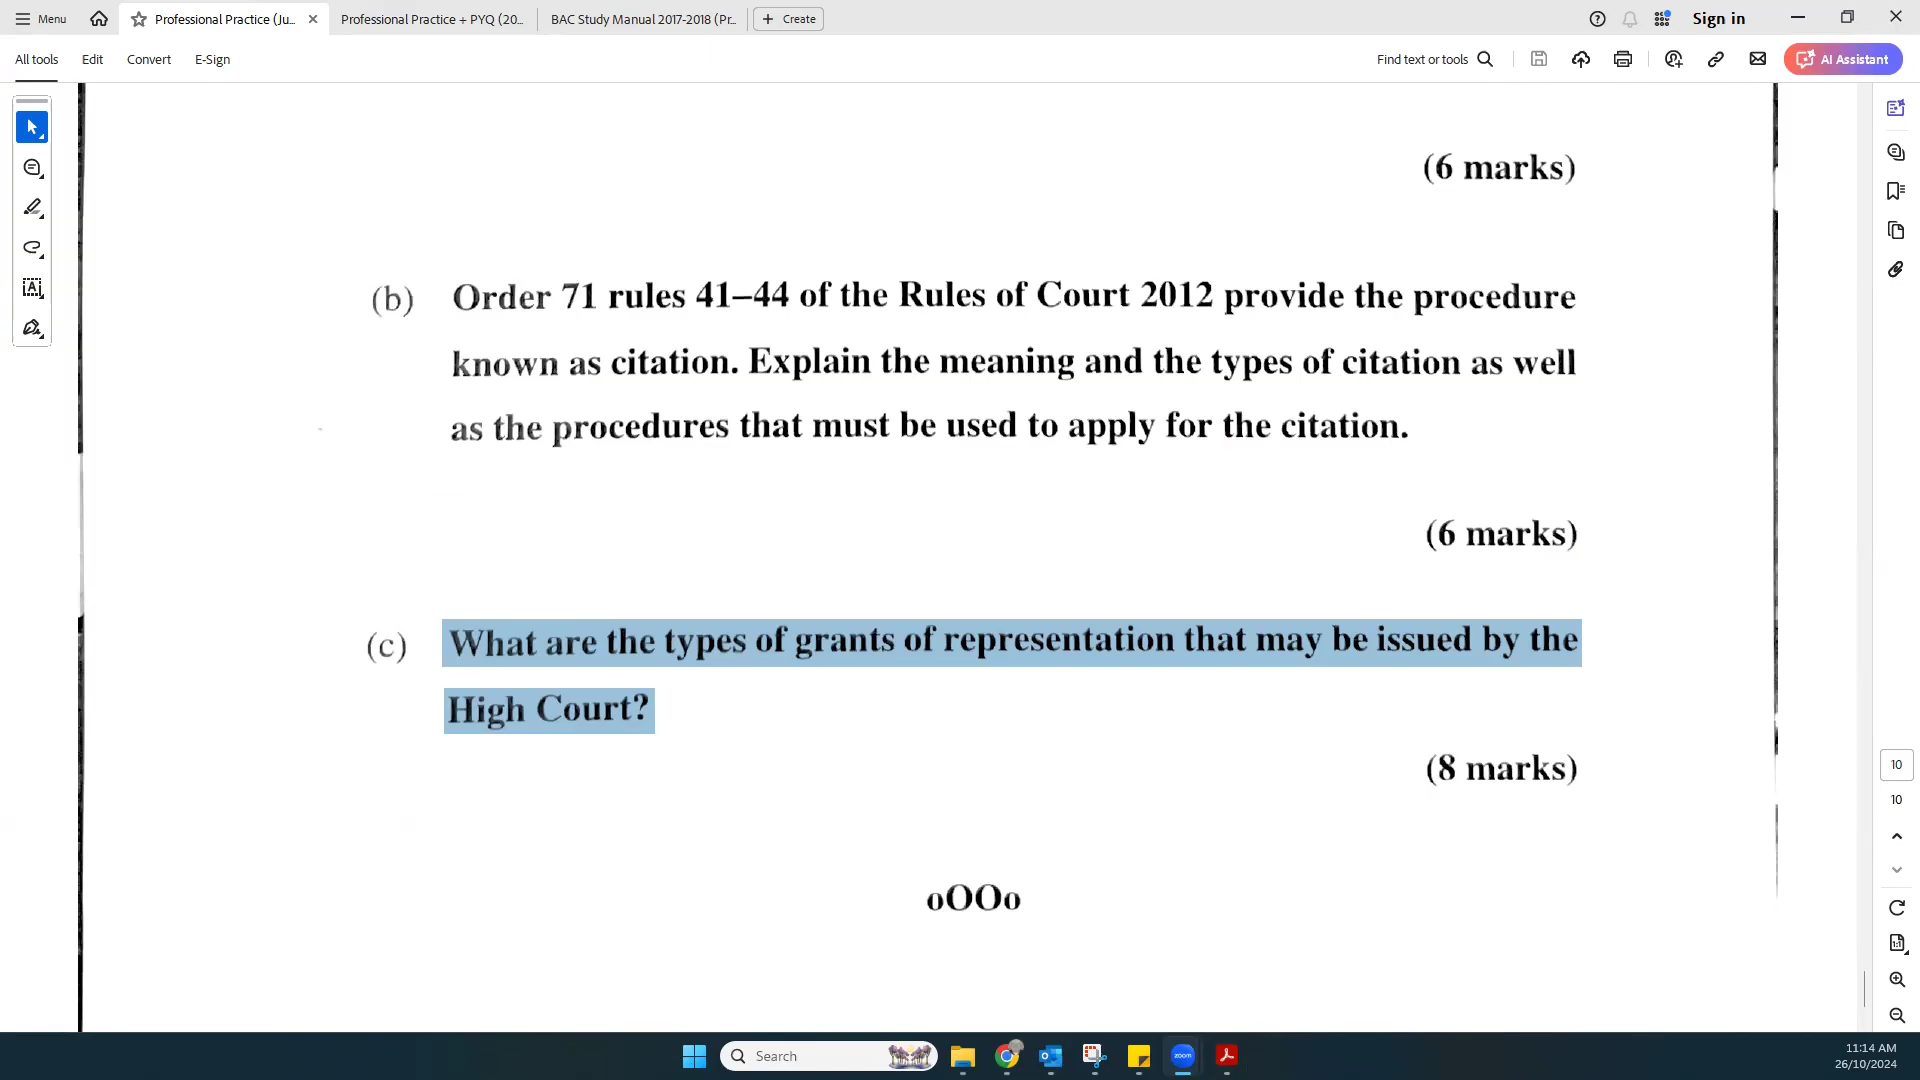 Menu
Professional Practice (Ju...
Professional Practice + PYQ (20...
BAC Study Manual 2017-2018 (Pr...
Create
Sign in
All tools
Edit
Convert
E-Sign
Find text or tools
AI Assistant
(6 marks)
(b) Order 71 rules 41–44 of the Rules of Court 2012 provide the procedure
known as citation. Explain the meaning and the types of citation as well
as the procedures that must be used to apply for the citation.
(6 marks)
(c) What are the types of grants of representation that may be issued by the
High Court?
(8 marks)
oOOo
10
10
1:1
Search
zoom
11:14 AM
26/10/2024